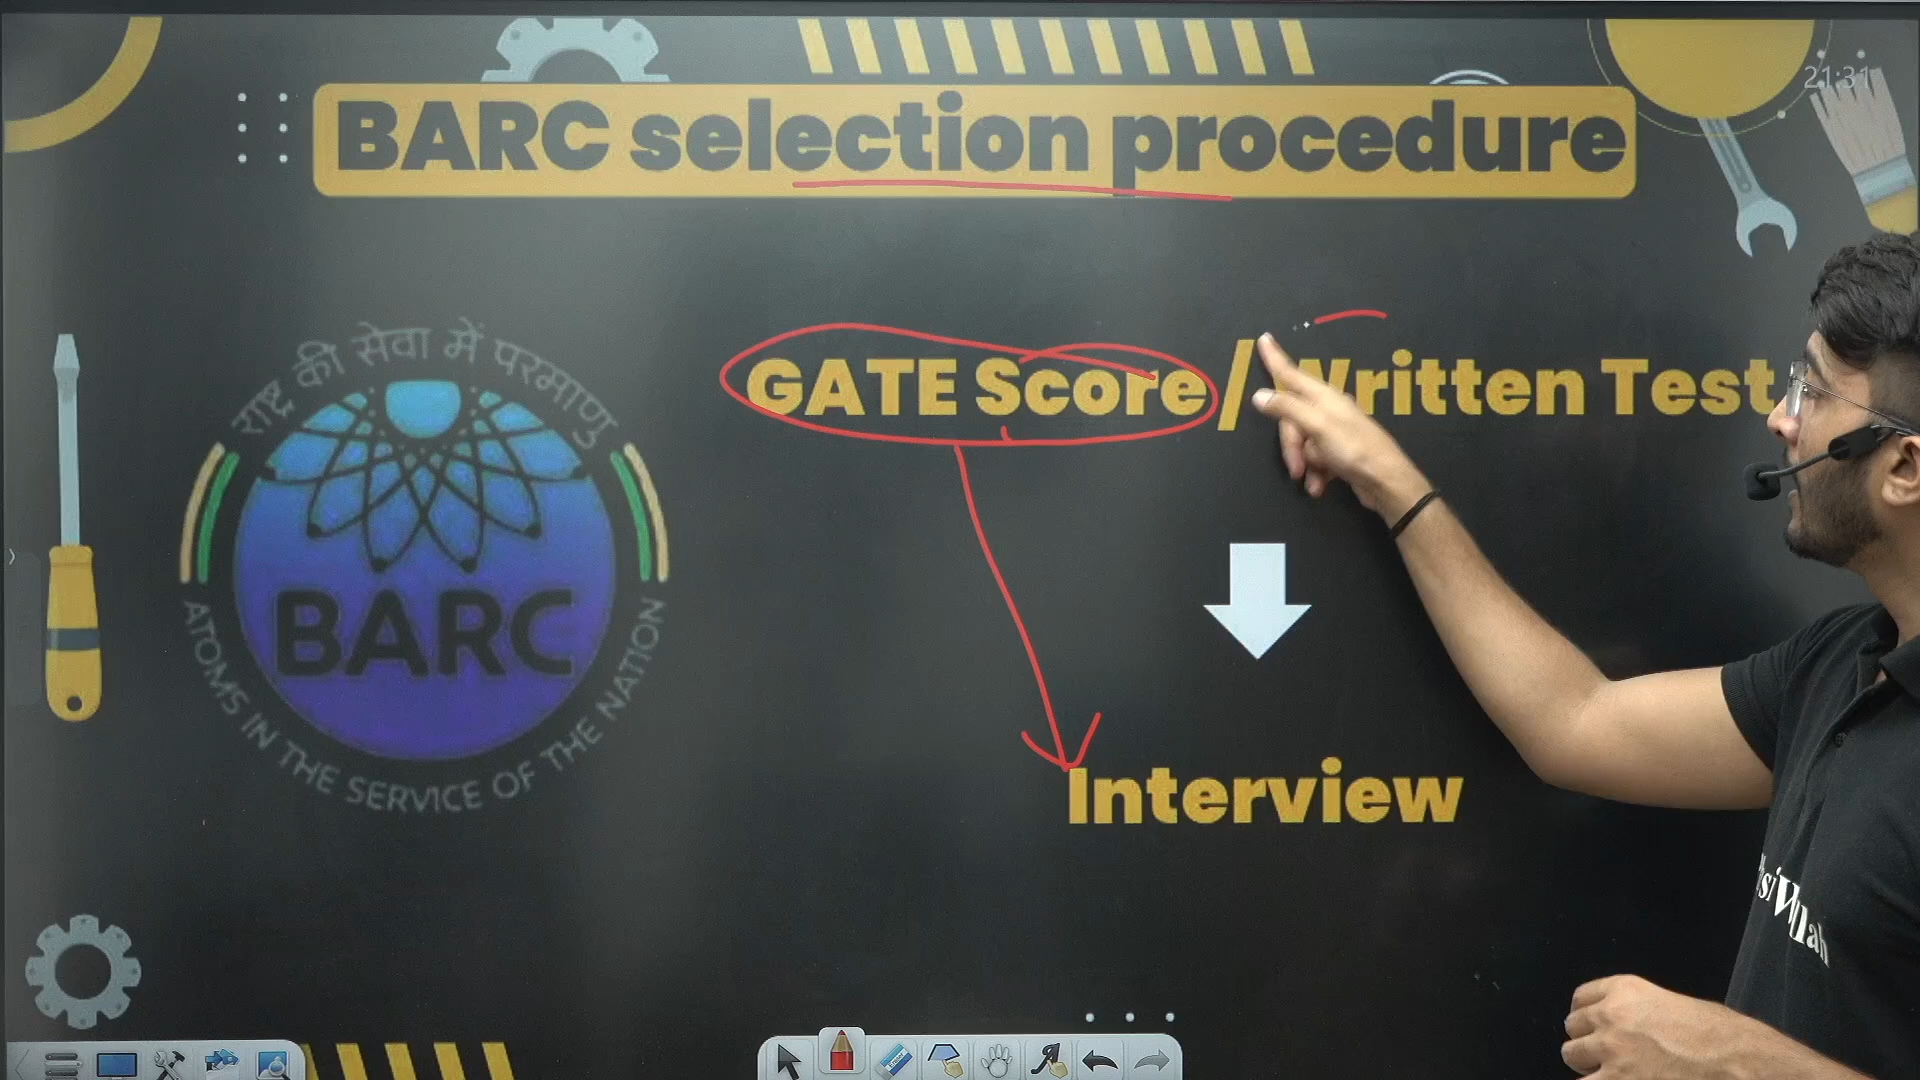 21:31
BARC selection procedure
GATE Score / Written Test
राष्ट्र की सेवा में परमाणु
BARC
ATOMS IN THE SERVICE OF THE NATION
Interview